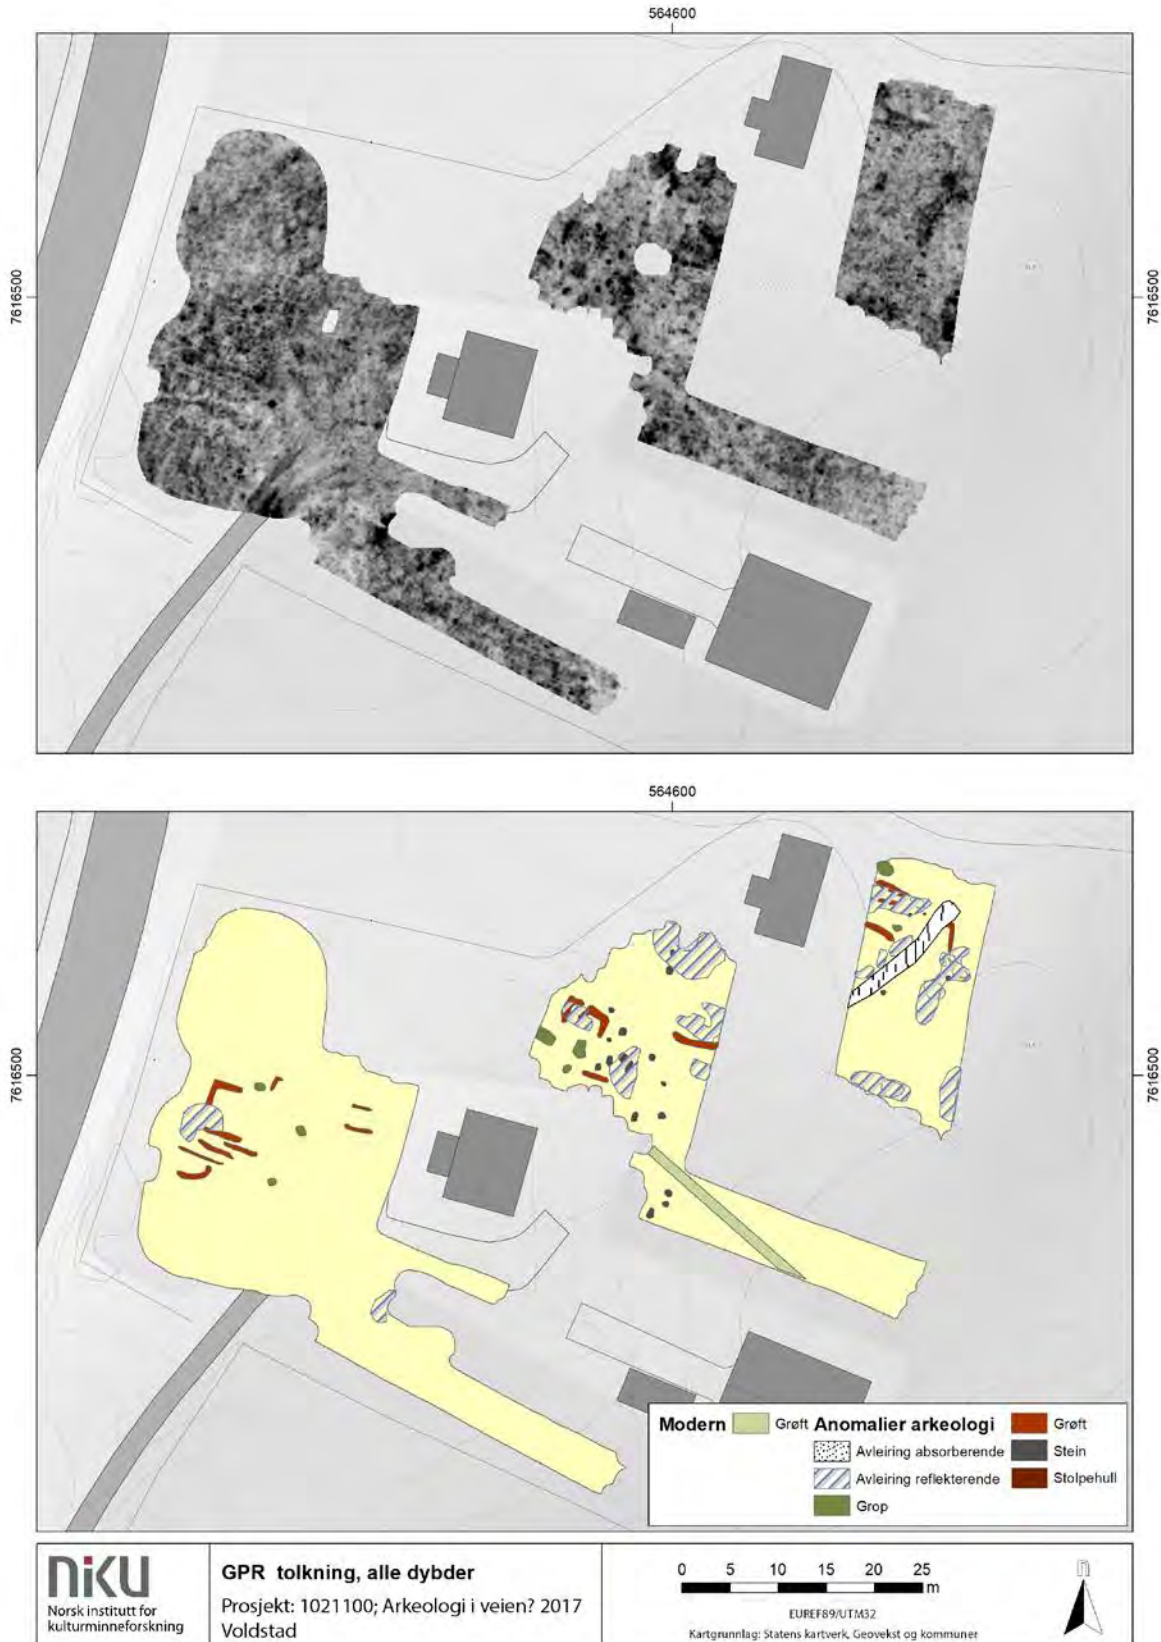 564600
7616500
7616500
564600
7616500
7616500
Modern Grøft Anomalier arkeologi Grøft
Avleiring absorberende Stein
Avleiring reflekterende Stolpehull
Grop
niku
Norsk institutt for
kulturminneforskning
GPR tolkning, alle dybder
Prosjekt: 1021100; Arkeologi i veien? 2017
Voldstad
0 5 10 15 20 25
m
EUREF89/UTM32
Kartgrunnlag: Statens kartverk, Geovekst og kommuner
n